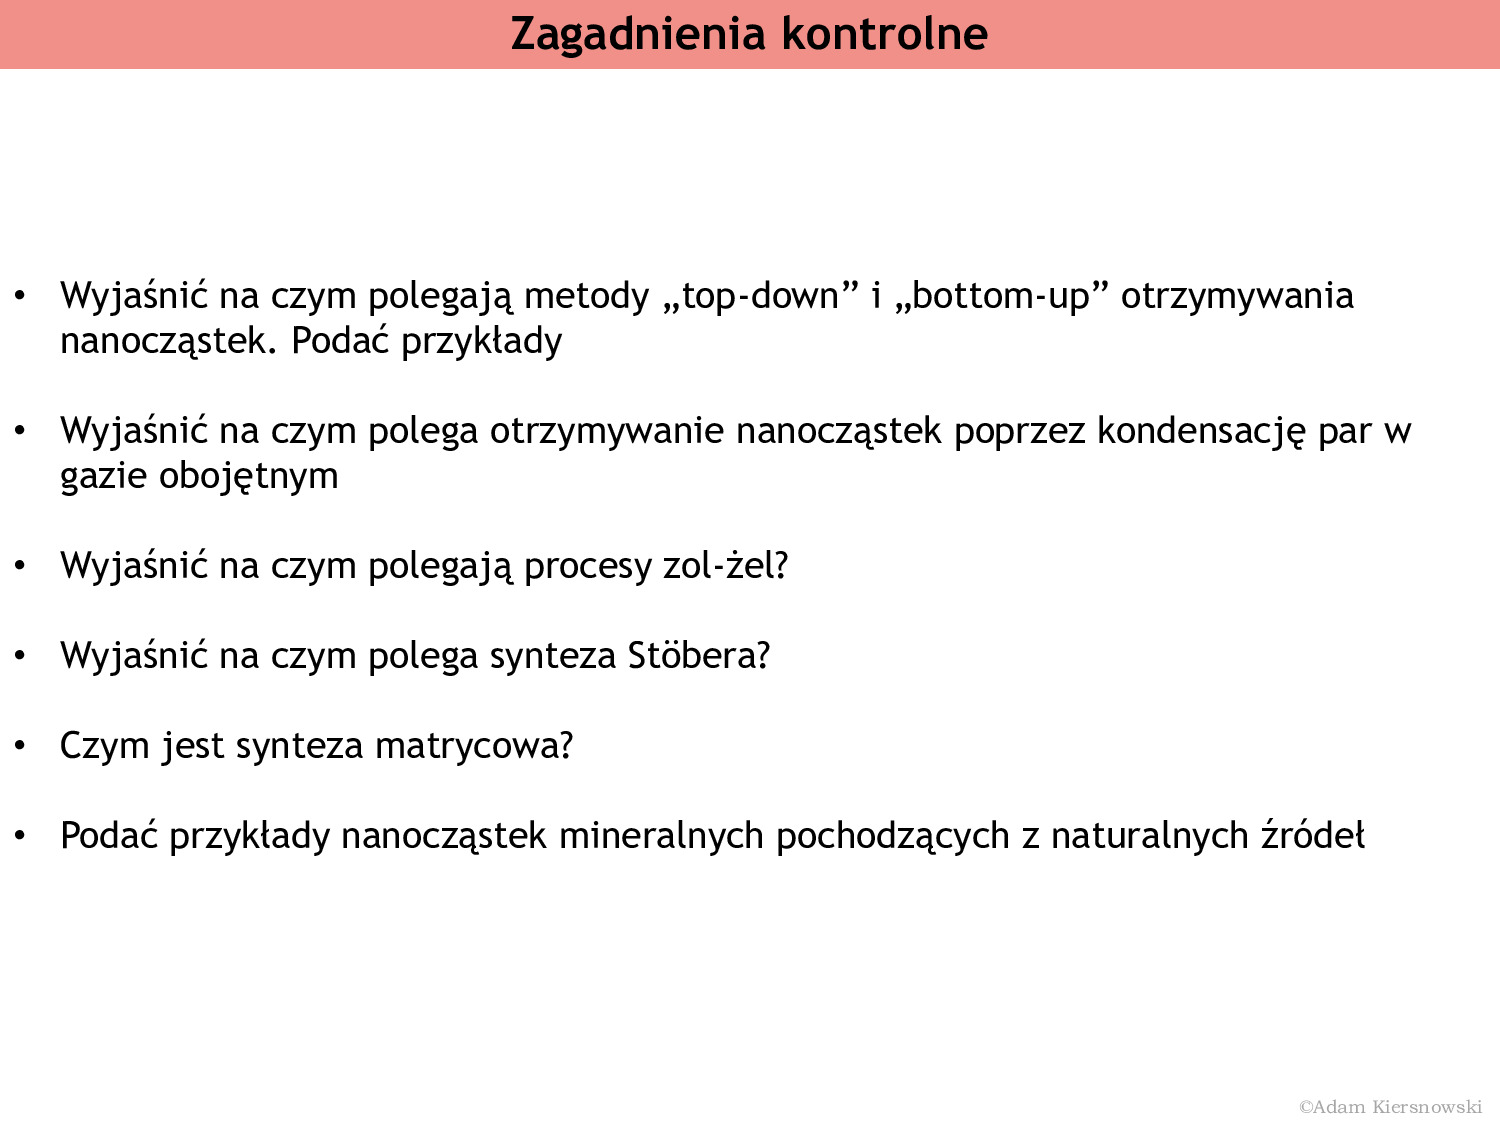 Zagadnienia kontrolne
• Wyjaśnić na czym polegają metody „top-down” i „bottom-up” otrzymywania
nanocząstek. Podać przykłady
• Wyjaśnić na czym polega otrzymywanie nanocząstek poprzez kondensację par w
gazie obojętnym
• Wyjaśnić na czym polegają procesy zol-żel?
• Wyjaśnić na czym polega synteza Stöbera?
• Czym jest synteza matrycowa?
• Podać przykłady nanocząstek mineralnych pochodzących z naturalnych źródeł
©Adam Kiersnowski